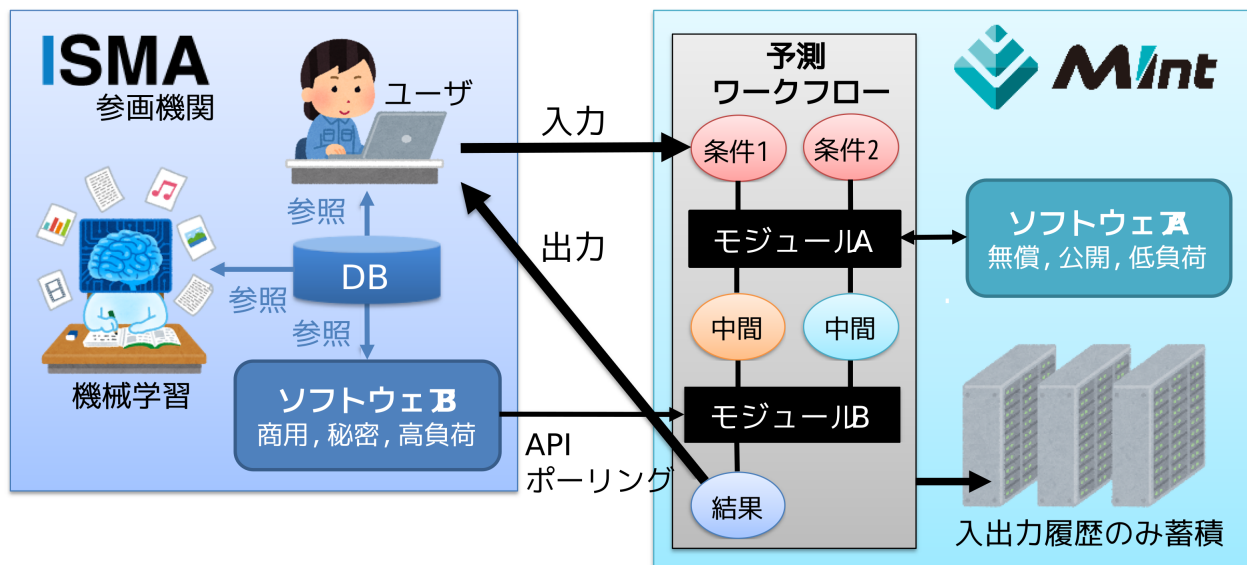 ISMA
参画機関
ユーザ
参照
DB
参照
参照
機械学習
ソフトウェアB
商用 , 秘密 , 高負荷
入力
出力
API
ポーリング
予測
ワークフロー
条件1
条件2
モジュールA
中間
中間
モジュールB
結果
MInt
ソフトウェアA
無償 , 公開 , 低負荷
入出力履歴のみ蓄積